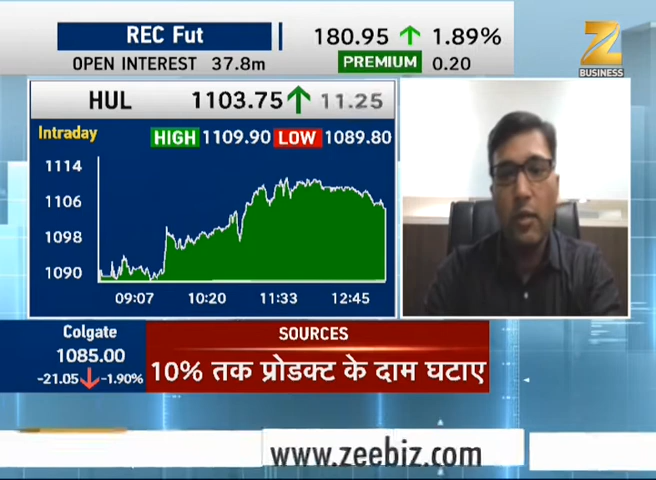 REC Fut
180.95 1.89%
OPEN INTEREST 37.8m
PREMIUM 0.20
Z
BUSINESS
HUL 1103.75 11.25
Intraday
HIGH 1109.90 LOW 1089.80
1114
1106
1098
1090
09:07 10:20 11:33 12:45
Colgate
1085.00
-21.05 -1.90%
SOURCES
10% तक प्रोडक्ट के दाम घटाए
www.zeebiz.com